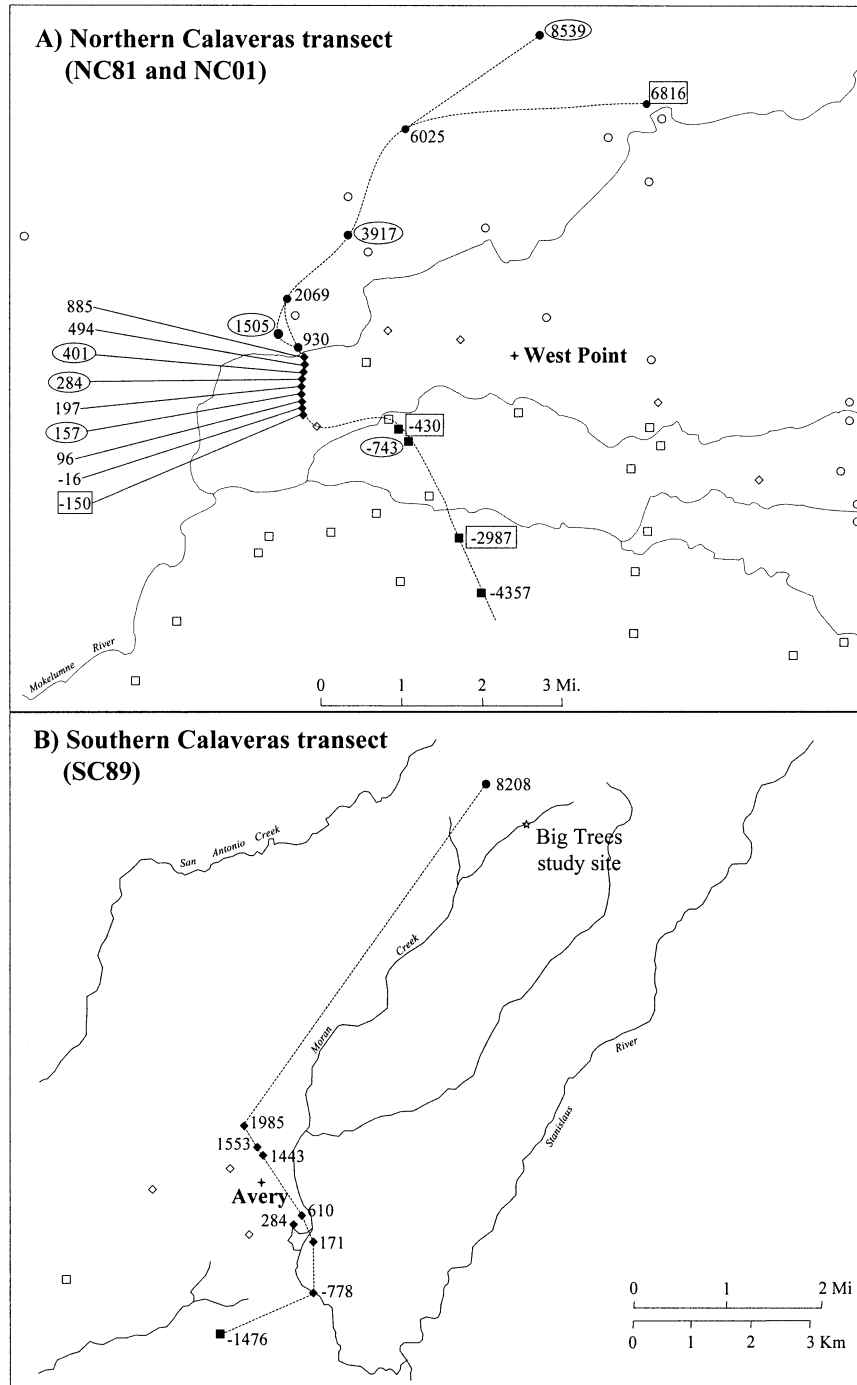 A) Northern Calaveras transect
(NC81 and NC01)
8539
6816
6025
3917
2069
885
1505
930
494
401
West Point
284
197
157
-430
-743
96
-16
-150
-2987
-4357
Mokelumne River
0 1 2 3 Mi.
B) Southern Calaveras transect
(SC89)
8208
Big Trees
study site
San Antonio Creek
Creek
Moran
River
Stanislaus
1985
1553
1443
Avery
610
284
171
-778
-1476
0 2 Mi
0 1 2 3 Km